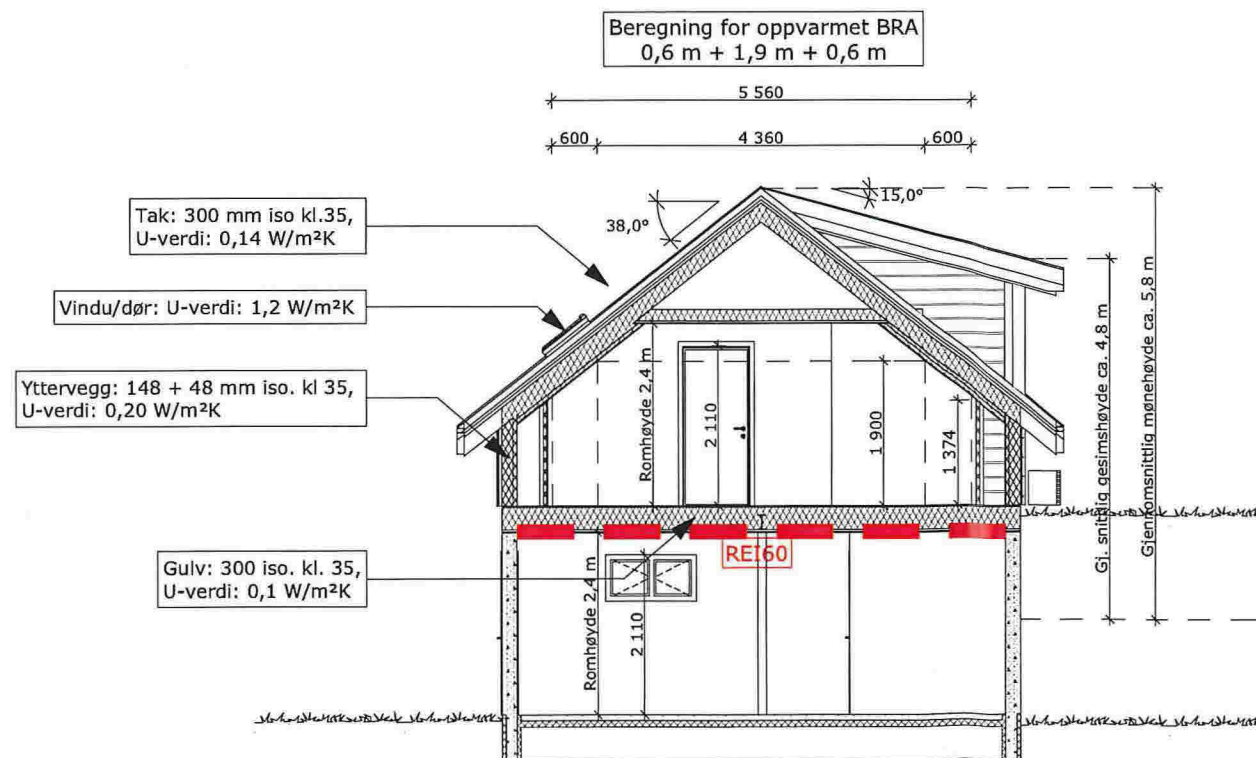 Beregning for oppvarmet BRA
0,6 m + 1,9 m + 0,6 m
5 560
600
4 360
600
15,0°
38,0°
Tak: 300 mm iso kl.35,
U-verdi: 0,14 W/m²K
Vindu/dør: U-verdi: 1,2 W/m²K
Yttervegg: 148 + 48 mm iso. kl 35,
U-verdi: 0,20 W/m²K
Romhøyde 2,4 m
2 110
1 900
1 374
Gj. snittlig gesimshøyde ca. 4,8 m
Gjennomsnittlig mønehøyde ca. 5,8 m
REI60
Gulv: 300 iso. kl. 35,
U-verdi: 0,1 W/m²K
Romhøyde 2,4 m
2 110